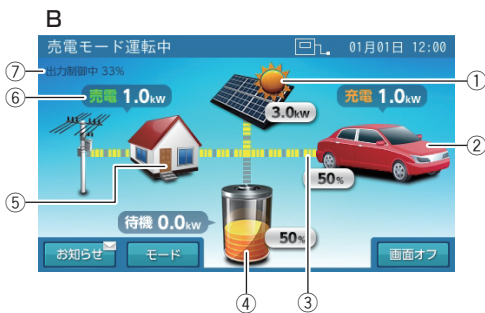 B
売電モード運転中 01月01日 12:00
⑦ 出力制御中 33% ①
⑥ 売電 1.0kw 充電 1.0kw
3.0kw
②
50%
⑤
待機 0.0kw
50%
お知らせ モード 画面オフ
④ ③